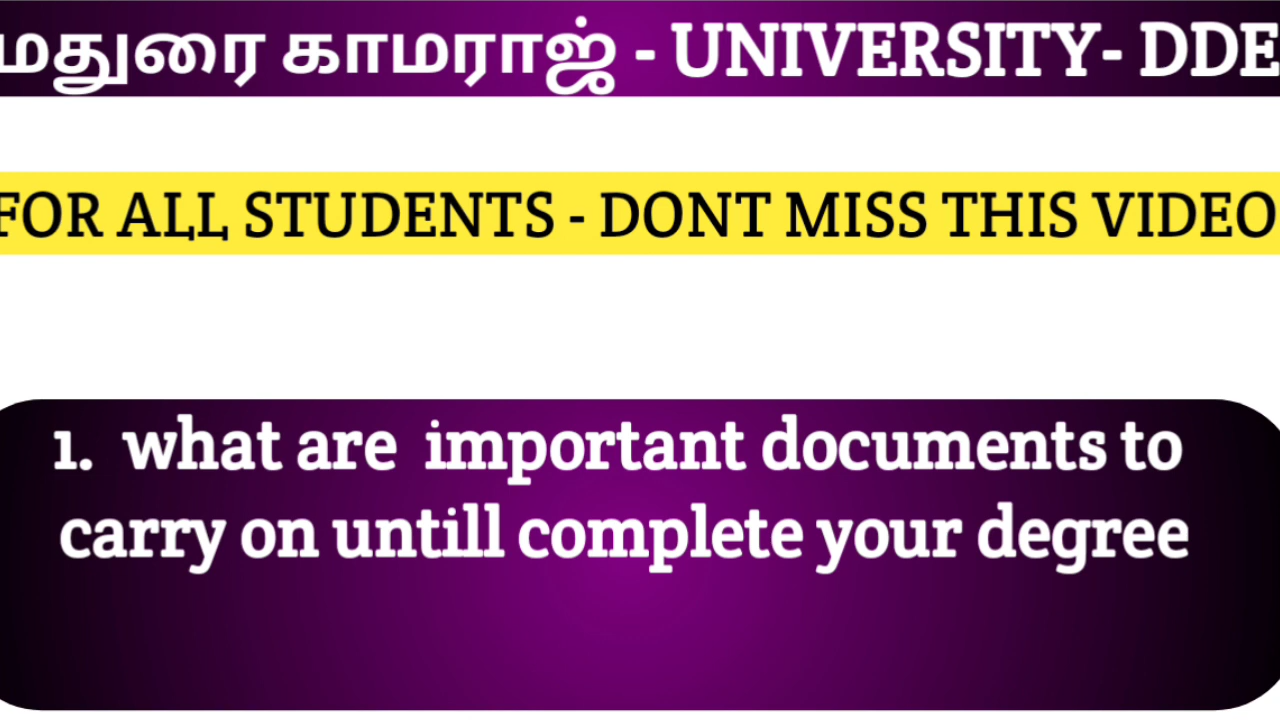 மதுரை காமராஜ் - UNIVERSITY- DDE
FOR ALL STUDENTS - DONT MISS THIS VIDEO
1. what are important documents to
carry on untill complete your degree